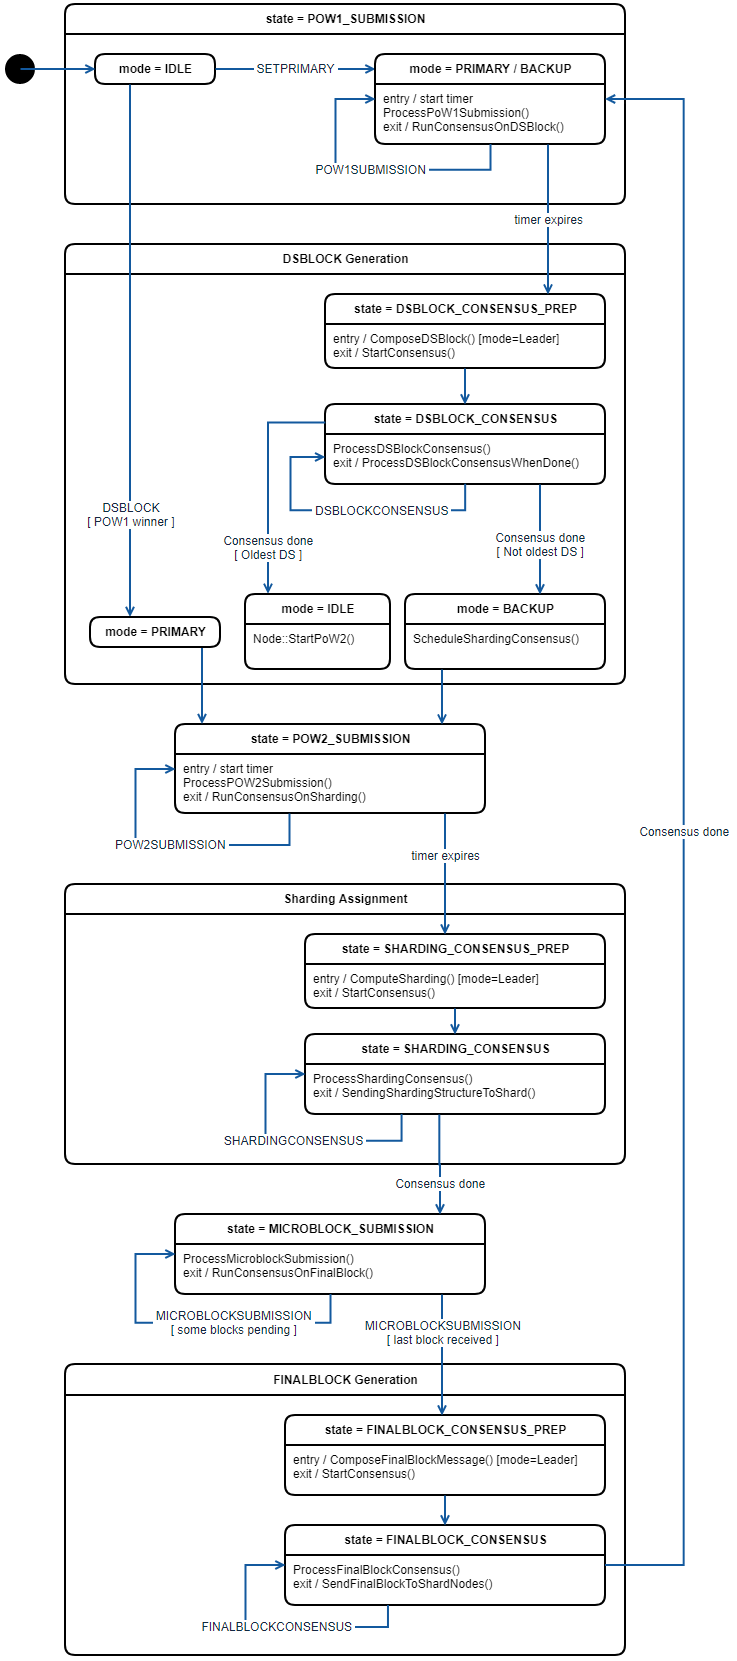 state = POW1_SUBMISSION
mode = IDLE
SETPRIMARY
mode = PRIMARY / BACKUP
entry / start timer
ProcessPoW1Submission()
exit / RunConsensusOnDSBlock()
POW1SUBMISSION
timer expires
DSBLOCK Generation
state = DSBLOCK_CONSENSUS_PREP
entry / ComposeDSBlock() [mode=Leader]
exit / StartConsensus()
state = DSBLOCK_CONSENSUS
ProcessDSBlockConsensus()
exit / ProcessDSBlockConsensusWhenDone()
DSBLOCKCONSENSUS
DSBLOCK
[ POW1 winner ]
Consensus done
[ Oldest DS ]
Consensus done
[ Not oldest DS ]
mode = PRIMARY
mode = IDLE
Node::StartPoW2()
mode = BACKUP
ScheduleShardingConsensus()
state = POW2_SUBMISSION
entry / start timer
ProcessPOW2Submission()
exit / RunConsensusOnSharding()
POW2SUBMISSION
timer expires
Consensus done
Sharding Assignment
state = SHARDING_CONSENSUS_PREP
entry / ComputeSharding() [mode=Leader]
exit / StartConsensus()
state = SHARDING_CONSENSUS
ProcessShardingConsensus()
exit / SendingShardingStructureToShard()
SHARDINGCONSENSUS
Consensus done
state = MICROBLOCK_SUBMISSION
ProcessMicroblockSubmission()
exit / RunConsensusOnFinalBlock()
MICROBLOCKSUBMISSION
[ some blocks pending ]
MICROBLOCKSUBMISSION
[ last block received ]
FINALBLOCK Generation
state = FINALBLOCK_CONSENSUS_PREP
entry / ComposeFinalBlockMessage() [mode=Leader]
exit / StartConsensus()
state = FINALBLOCK_CONSENSUS
ProcessFinalBlockConsensus()
exit / SendFinalBlockToShardNodes()
FINALBLOCKCONSENSUS